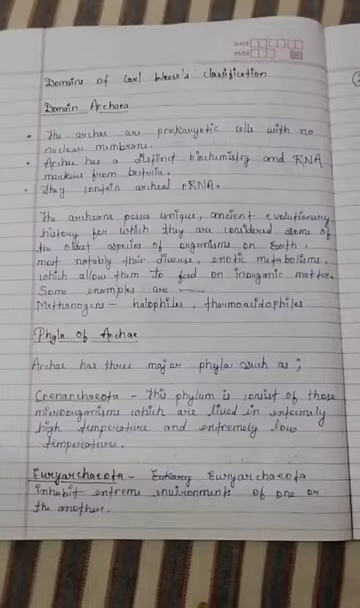 DATE
PAGE
Domains of Carl Woese's classification
Domain Archaea
The archae are prokaryotic cells with no
nuclear membrane.
Archae has a distinct biochemistry and RNA
markers from bacteria.
They contain archeal rRNA.
The archeans posses unique, ancient evolutionary
history for which they are considered some of
the oldest species of organisms on Earth,
most notably their diverse, exotic metabolisms,
which allow them to feed on inorganic matter.
Some examples are —
Methanogens - halophiles, thermoacidophiles
Phyla of Archae
Archae has three major phyla such as ;
Crenarchaeota - This phylum is consist of those
microorganisms which are lived in extremely
high temperature and extremely low
temperature.
Euryarchaeota - Euryarchaeota
inhabit extreme environments of one or
the another.